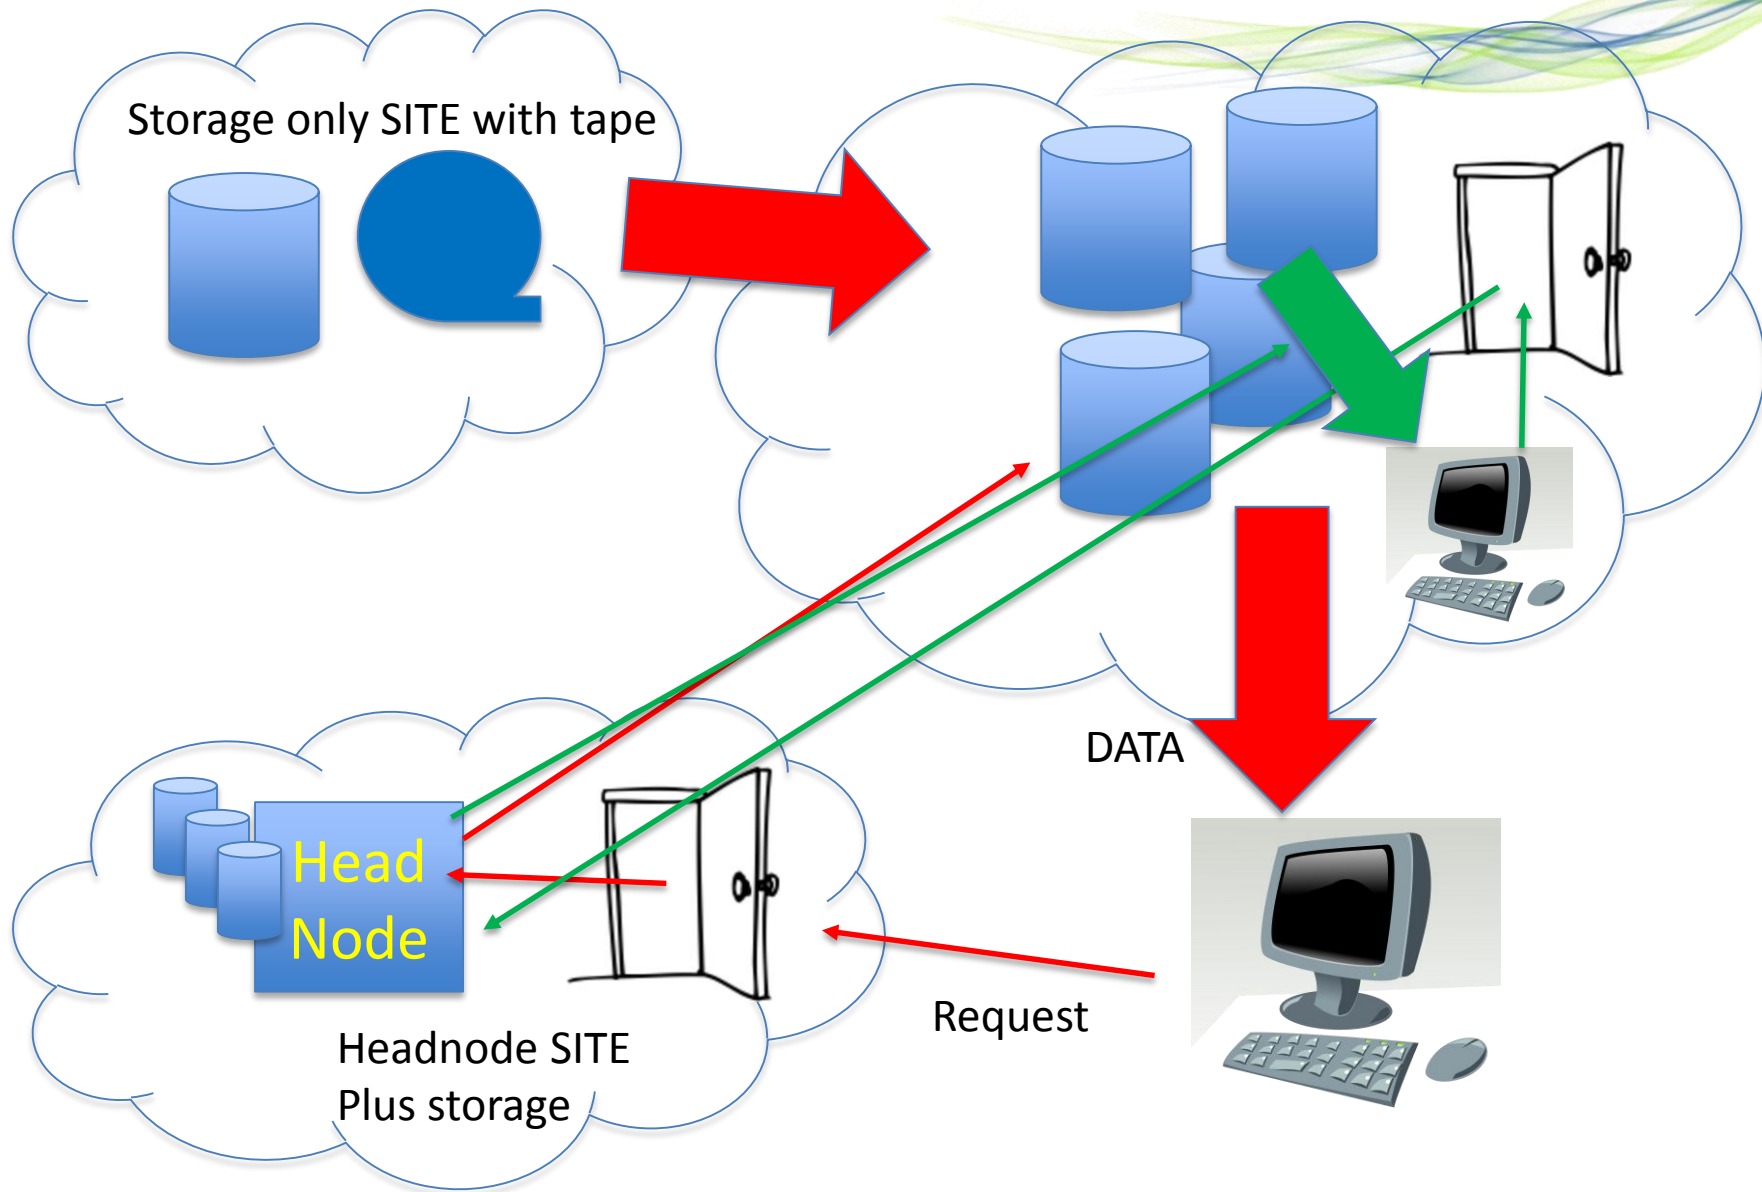 Storage only SITE with tape
DATA
Head
Node
Request
Headnode SITE
Plus storage